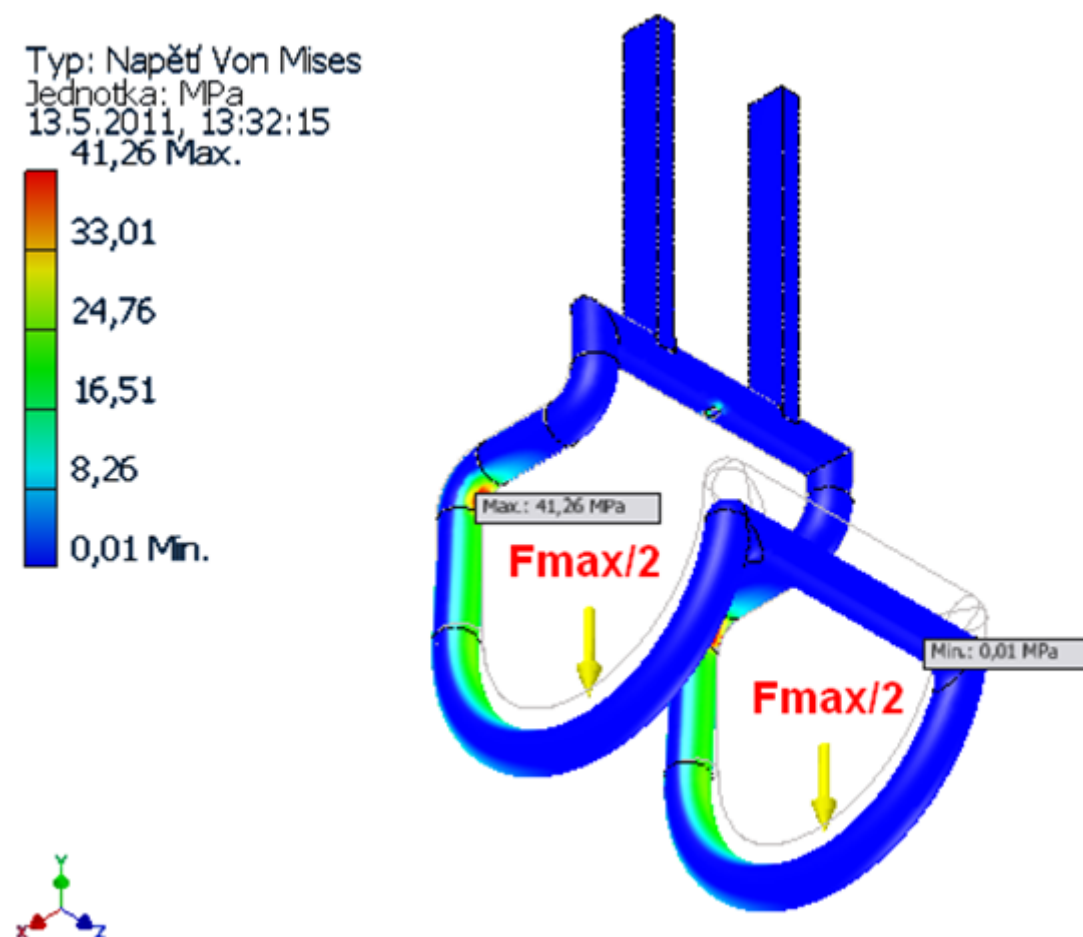 Typ: Napětí Von Mises
Jednotka: MPa
13.5.2011, 13:32:15
41,26 Max.
33,01
24,76
16,51
8,26
0,01 Min.
Max.: 41,26 MPa
Fmax/2
Min.: 0,01 MPa
Fmax/2
Y
X
Z